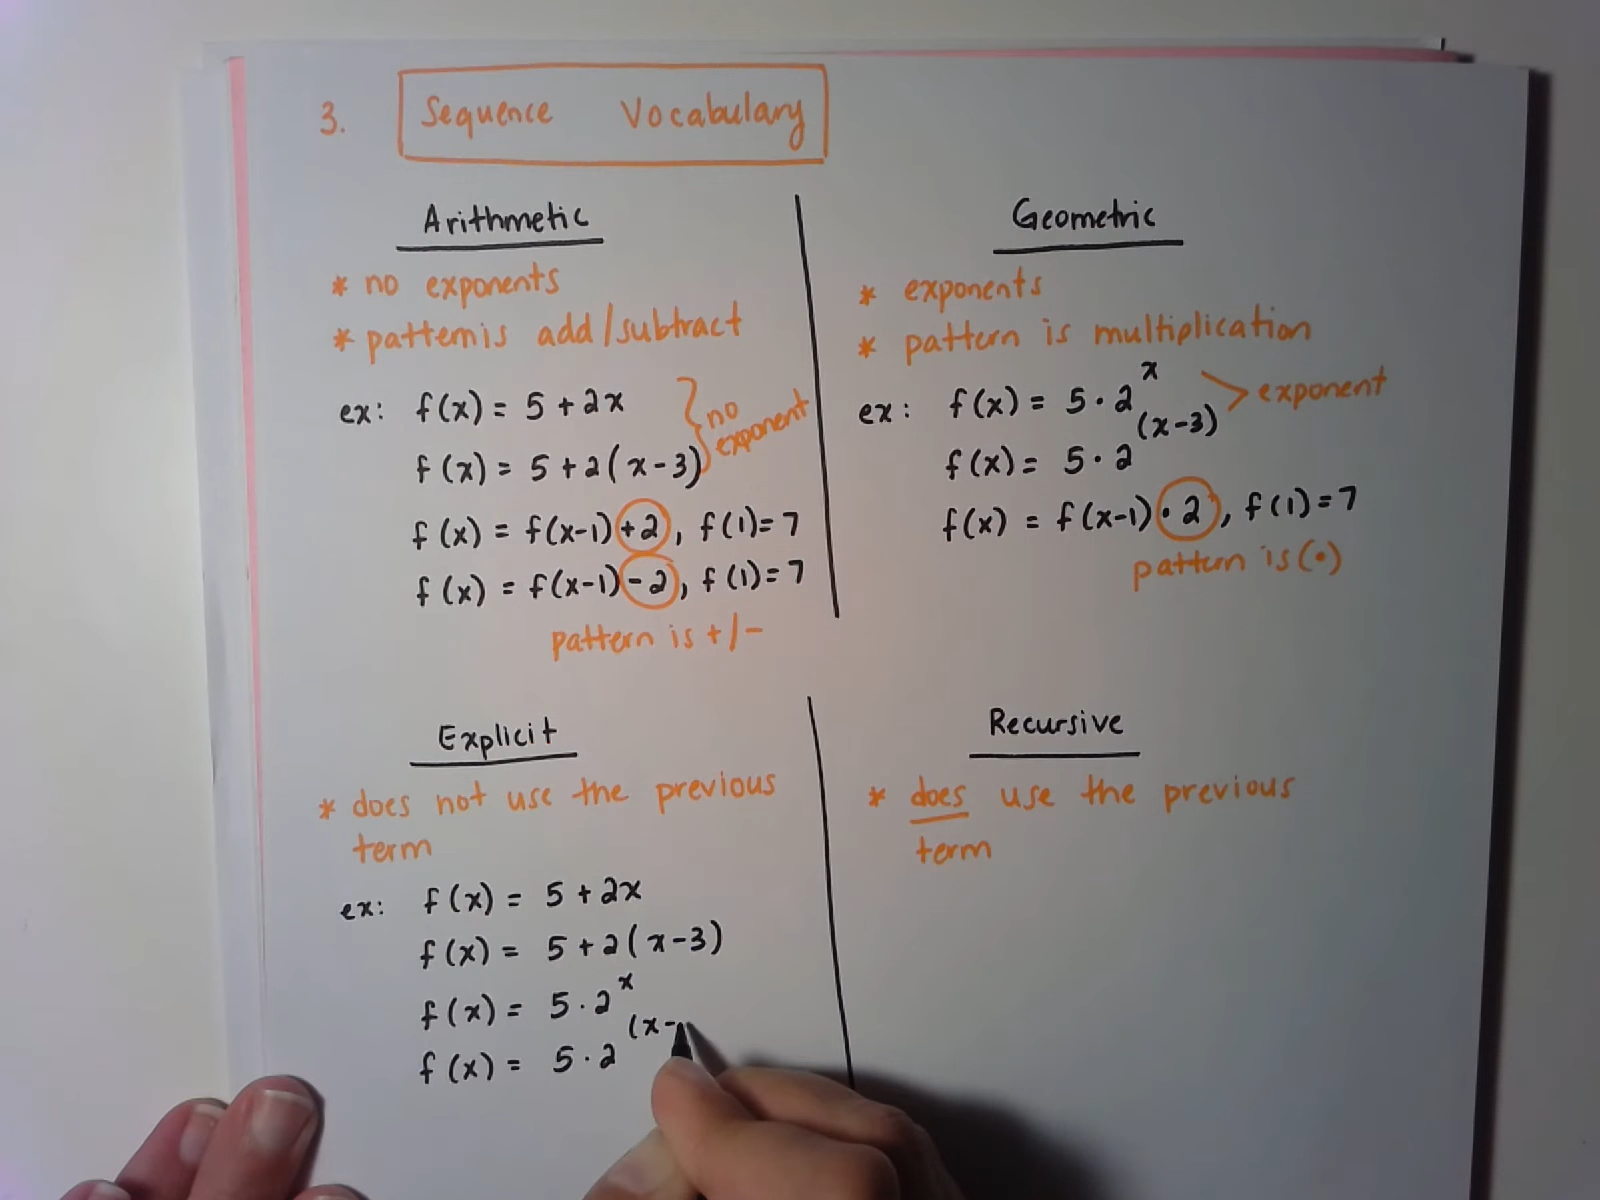 3. Sequence Vocabulary
Arithmetic
* no exponents
* pattern is add/subtract
ex: f(x) = 5 + 2x
f(x) = 5 + 2(x-3)
} no exponent
f(x) = f(x-1) +2, f(1)=7
f(x) = f(x-1) -2, f(1)=7
pattern is +/-
Geometric
* exponents
* pattern is multiplication
ex: f(x) = 5·2^x
f(x) = 5·2^(x-3)
> exponent
f(x) = f(x-1)·2, f(1)=7
pattern is (·)
Explicit
* does not use the previous
term
ex: f(x) = 5 + 2x
f(x) = 5 + 2(x-3)
f(x) = 5·2^x
f(x) = 5·2^(x-
Recursive
* does use the previous
term